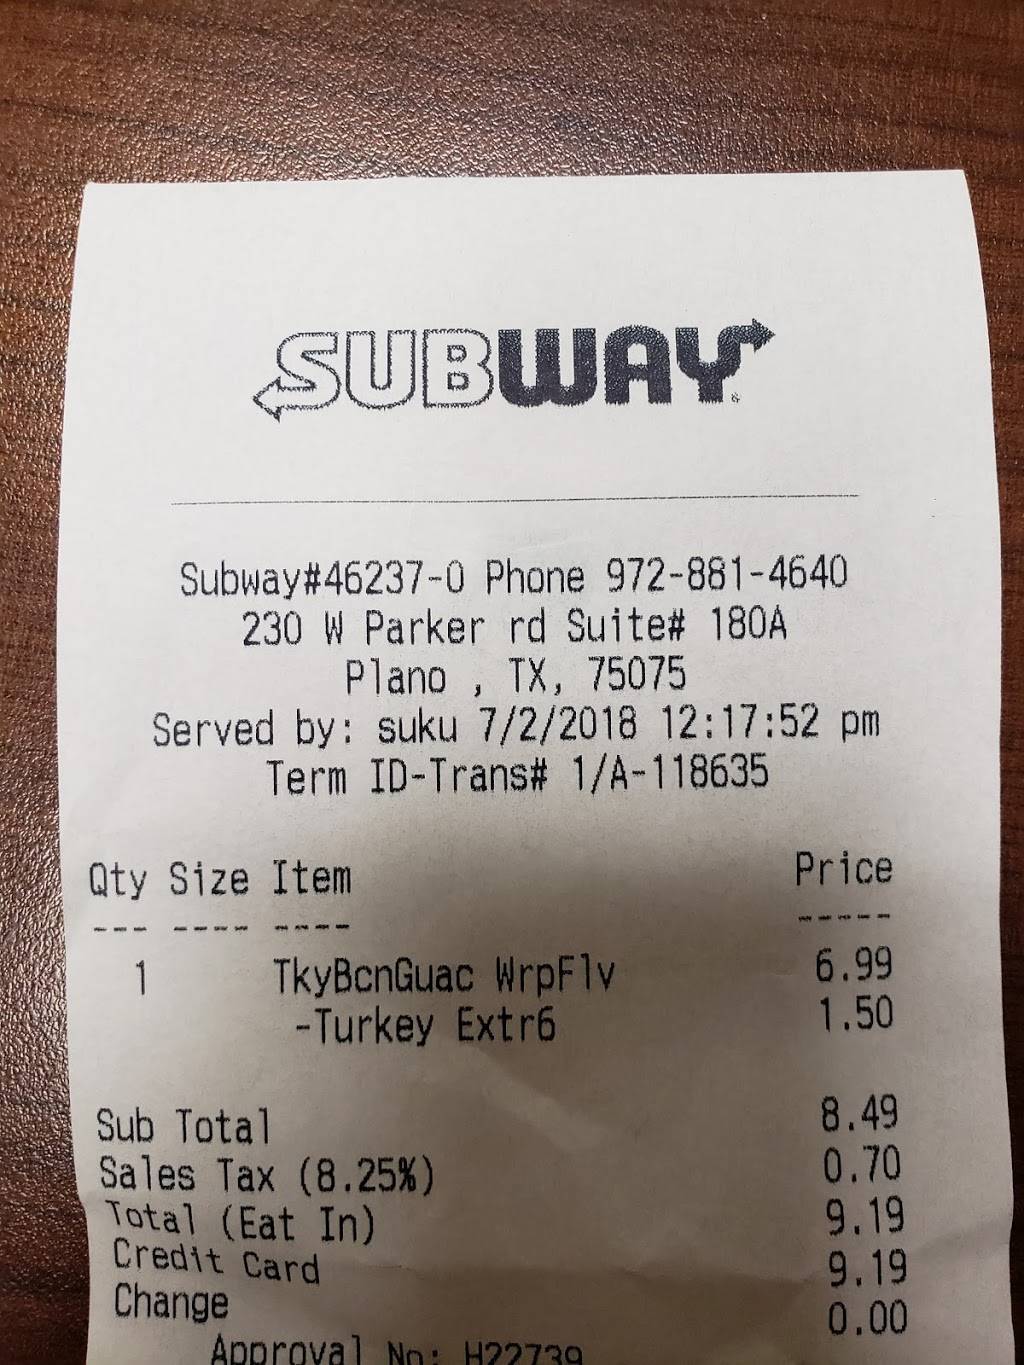 SUBWAY
Subway#46237-0 Phone 972-881-4640
230 W Parker rd Suite# 180A
Plano , TX, 75075
Served by: suku 7/2/2018 12:17:52 pm
Term ID-Trans# 1/A-118635
Qty Size Item Price
--- ---- ---- -----
1 TkyBcnGuac WrpFlv 6.99
-Turkey Extr6 1.50
Sub Total 8.49
Sales Tax (8.25%) 0.70
Total (Eat In) 9.19
Credit Card 9.19
Change 0.00
Approval No: H22739